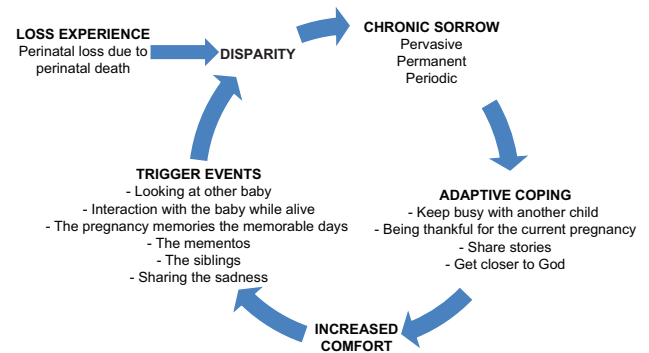 LOSS EXPERIENCE
Perinatal loss due to
perinatal death
DISPARITY
CHRONIC SORROW
Pervasive
Permanent
Periodic
ADAPTIVE COPING
- Keep busy with another child
- Being thankful for the current pregnancy
- Share stories
- Get closer to God
INCREASED
COMFORT
TRIGGER EVENTS
- Looking at other baby
- Interaction with the baby while alive
- The pregnancy memories the memorable days
- The mementos
- The siblings
- Sharing the sadness